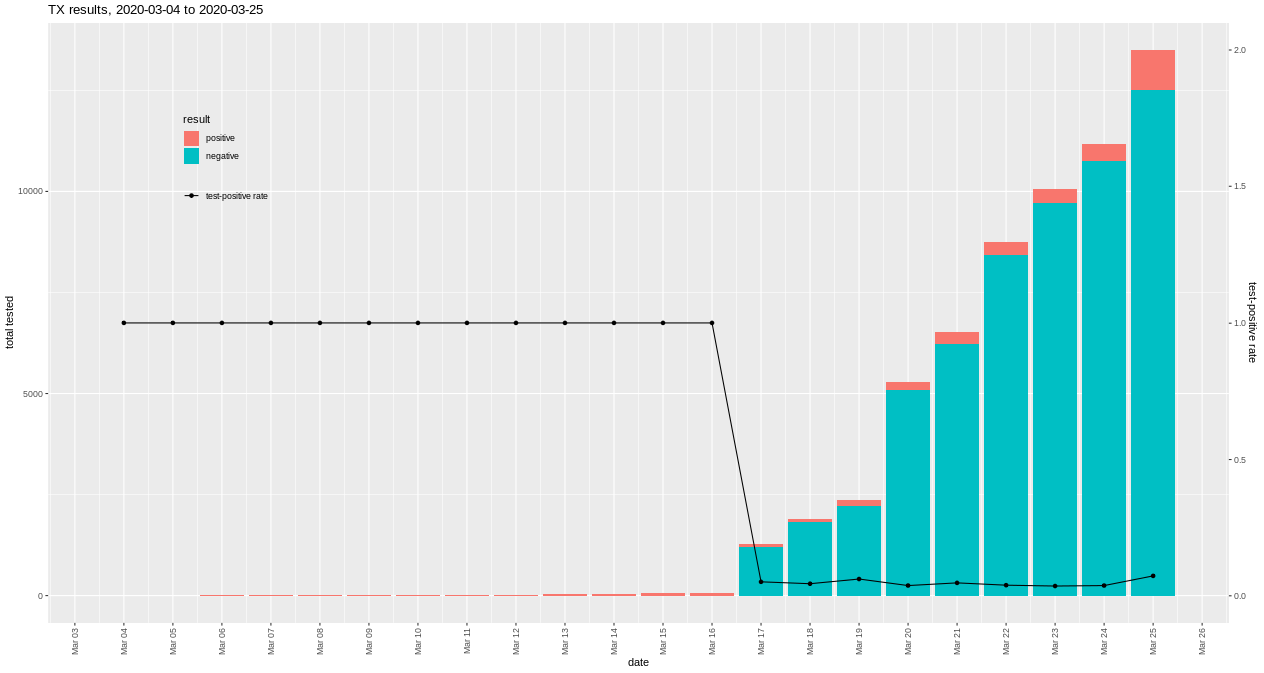 TX results, 2020-03-04 to 2020-03-25
result
positive
negative
test-positive rate
total tested
10000
5000
0
2.0
1.5
1.0
0.5
0.0
test-positive rate
Mar 03
Mar 04
Mar 05
Mar 06
Mar 07
Mar 08
Mar 09
Mar 10
Mar 11
Mar 12
Mar 13
Mar 14
Mar 15
Mar 16
Mar 17
Mar 18
Mar 19
Mar 20
Mar 21
Mar 22
Mar 23
Mar 24
Mar 25
Mar 26
date